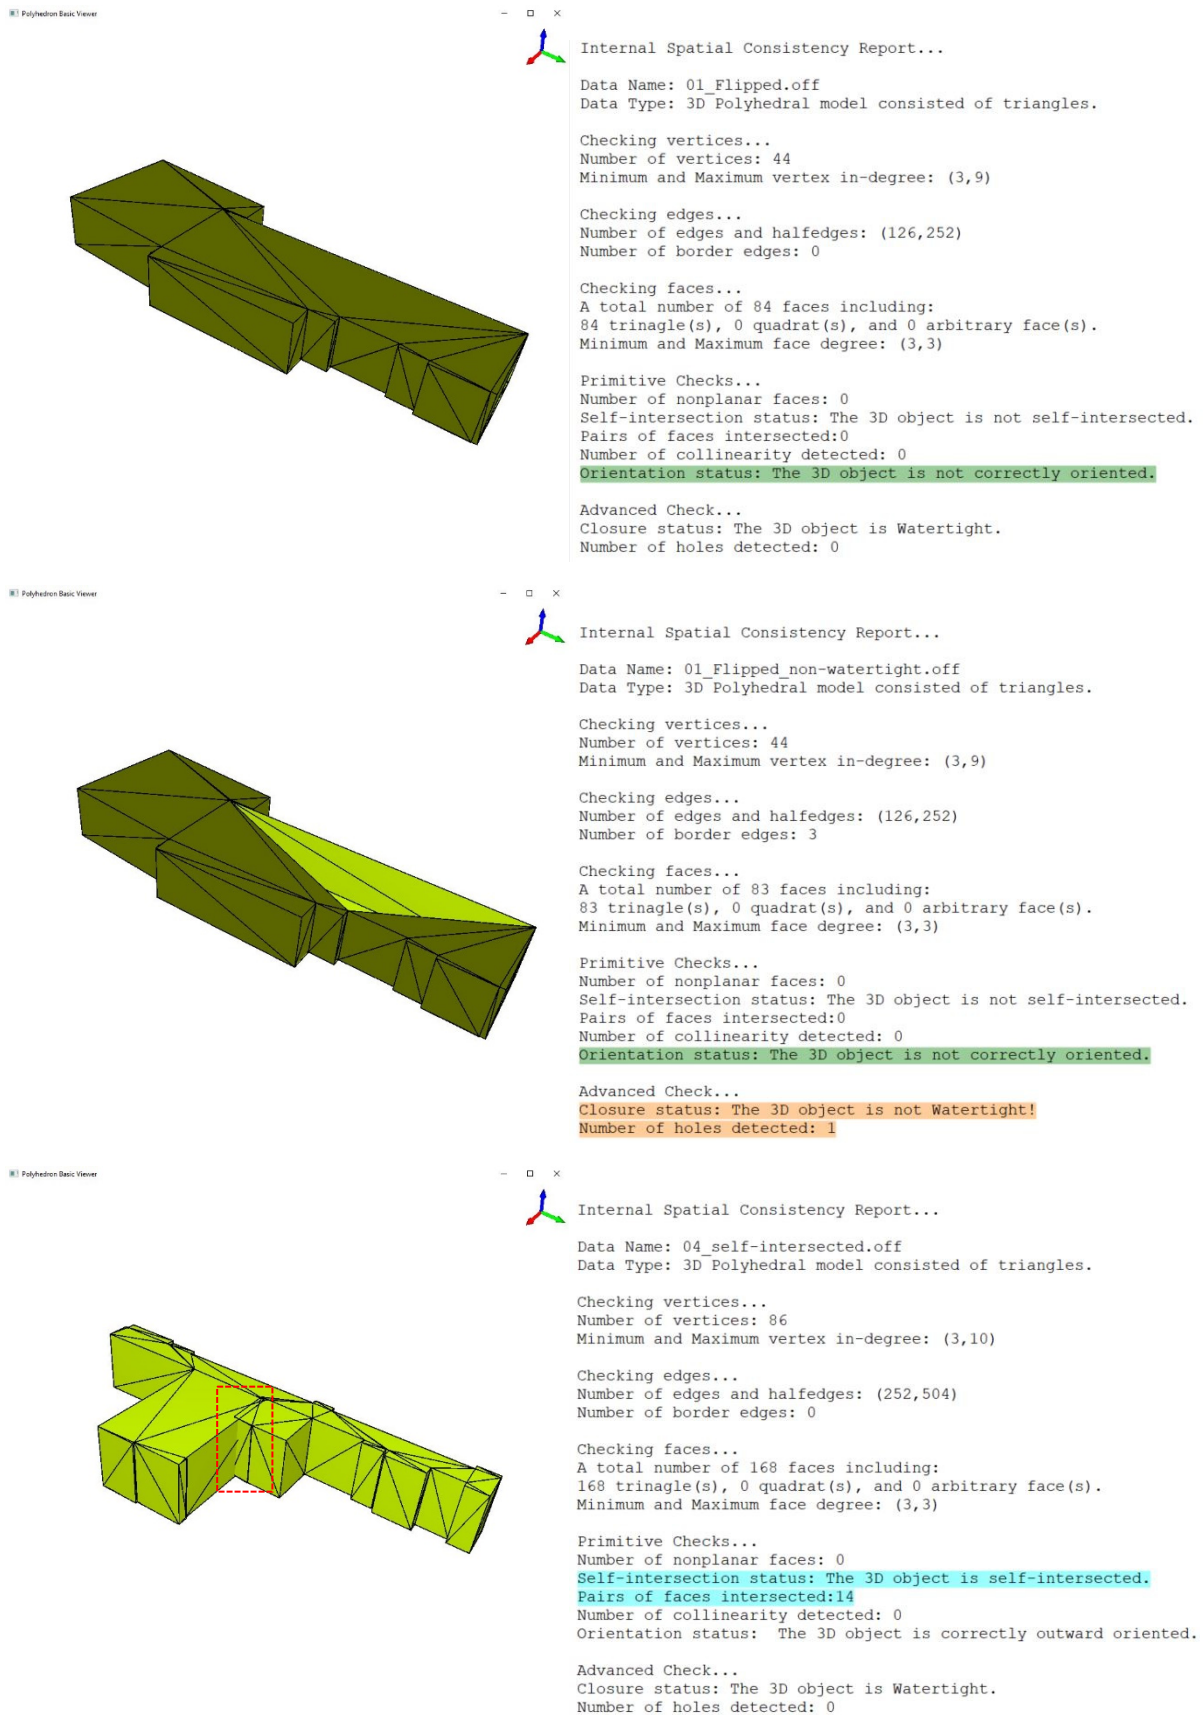 Polyhedron Basic Viewer
Internal Spatial Consistency Report...
Data Name: 01_Flipped.off
Data Type: 3D Polyhedral model consisted of triangles.
Checking vertices...
Number of vertices: 44
Minimum and Maximum vertex in-degree: (3,9)
Checking edges...
Number of edges and halfedges: (126,252)
Number of border edges: 0
Checking faces...
A total number of 84 faces including:
84 trinagle(s), 0 quadrat(s), and 0 arbitrary face(s).
Minimum and Maximum face degree: (3,3)
Primitive Checks...
Number of nonplanar faces: 0
Self-intersection status: The 3D object is not self-intersected.
Pairs of faces intersected:0
Number of collinearity detected: 0
Orientation status: The 3D object is not correctly oriented.
Advanced Check...
Closure status: The 3D object is Watertight.
Number of holes detected: 0
Polyhedron Basic Viewer
Internal Spatial Consistency Report...
Data Name: 01_Flipped_non-watertight.off
Data Type: 3D Polyhedral model consisted of triangles.
Checking vertices...
Number of vertices: 44
Minimum and Maximum vertex in-degree: (3,9)
Checking edges...
Number of edges and halfedges: (126,252)
Number of border edges: 3
Checking faces...
A total number of 83 faces including:
83 trinagle(s), 0 quadrat(s), and 0 arbitrary face(s).
Minimum and Maximum face degree: (3,3)
Primitive Checks...
Number of nonplanar faces: 0
Self-intersection status: The 3D object is not self-intersected.
Pairs of faces intersected:0
Number of collinearity detected: 0
Orientation status: The 3D object is not correctly oriented.
Advanced Check...
Closure status: The 3D object is not Watertight!
Number of holes detected: 1
Polyhedron Basic Viewer
Internal Spatial Consistency Report...
Data Name: 04_self-intersected.off
Data Type: 3D Polyhedral model consisted of triangles.
Checking vertices...
Number of vertices: 86
Minimum and Maximum vertex in-degree: (3,10)
Checking edges...
Number of edges and halfedges: (252,504)
Number of border edges: 0
Checking faces...
A total number of 168 faces including:
168 trinagle(s), 0 quadrat(s), and 0 arbitrary face(s).
Minimum and Maximum face degree: (3,3)
Primitive Checks...
Number of nonplanar faces: 0
Self-intersection status: The 3D object is self-intersected.
Pairs of faces intersected:14
Number of collinearity detected: 0
Orientation status:  The 3D object is correctly outward oriented.
Advanced Check...
Closure status: The 3D object is Watertight.
Number of holes detected: 0